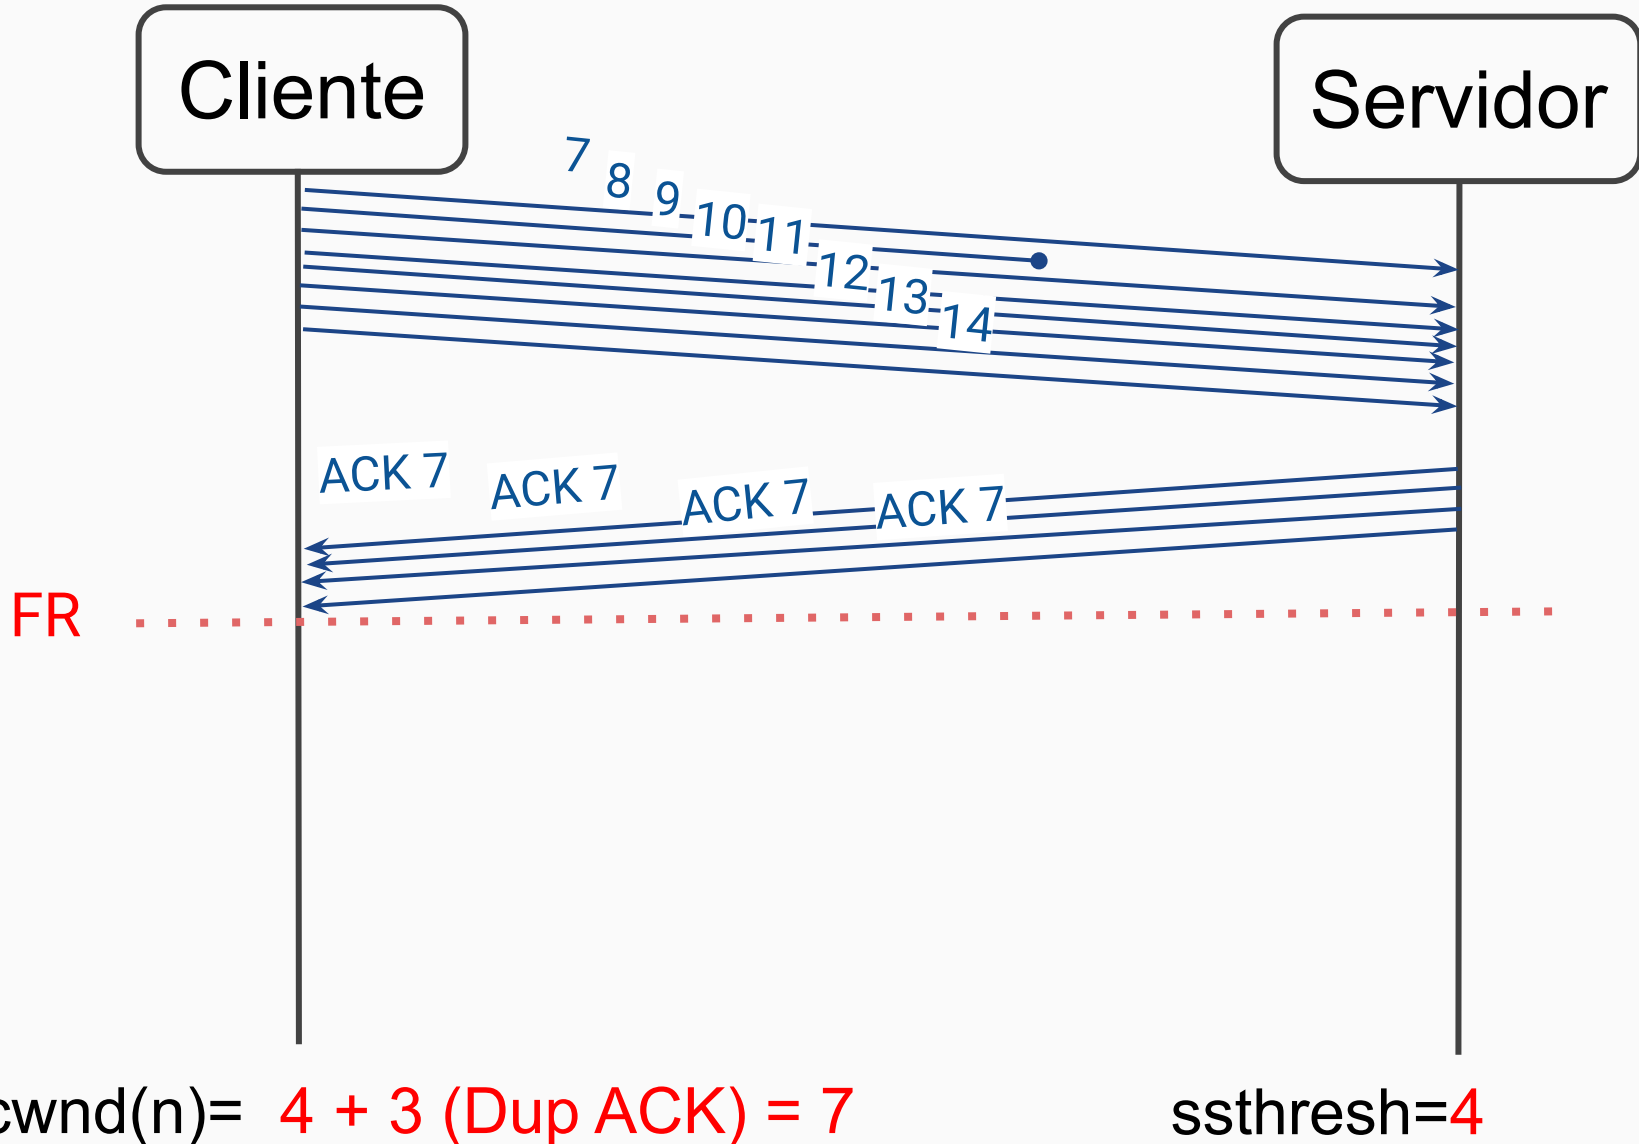 Cliente
Servidor
7
8
9
10
11
12
13
14
ACK 7
ACK 7
ACK 7
ACK 7
FR
cwnd(n)= 4 + 3 (Dup ACK) = 7
ssthresh=4